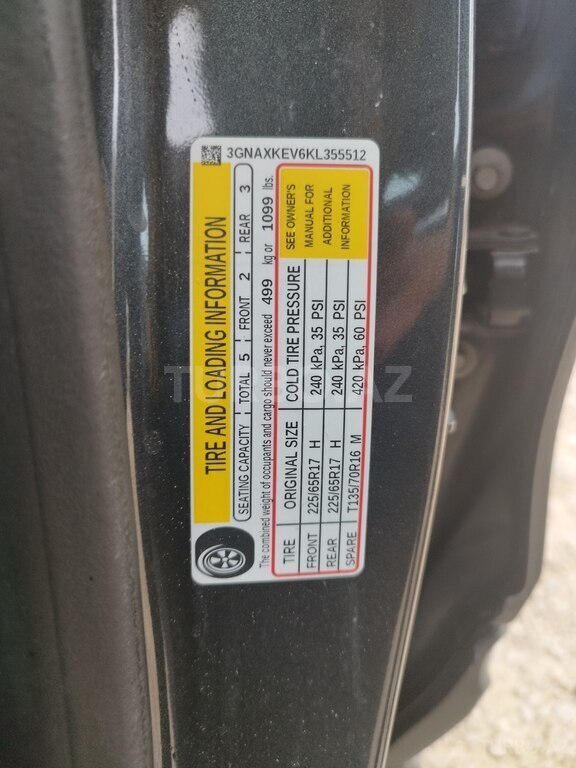 3GNAXKEV6KL355512
TIRE AND LOADING INFORMATION
SEATING CAPACITY TOTAL 5 FRONT 2 REAR 3
The combined weight of occupants and cargo should never exceed 499 kg or 1099 lbs.
TIRE ORIGINAL SIZE COLD TIRE PRESSURE SEE OWNER'S
FRONT 225/65R17 H 240 kPa, 35 PSI MANUAL FOR
REAR 225/65R17 H 240 kPa, 35 PSI ADDITIONAL
SPARE T135/70R16 M 420 kPa, 60 PSI INFORMATION